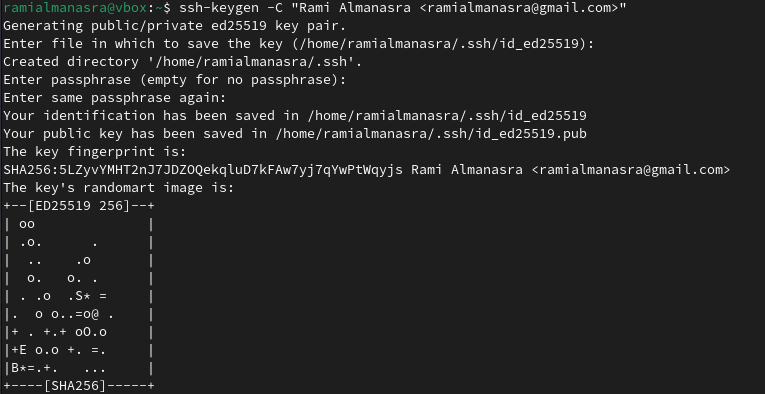 ramialmanasra@vbox:~$ ssh-keygen -C "Rami Almanasra <ramialmanasra@gmail.com>"
Generating public/private ed25519 key pair.
Enter file in which to save the key (/home/ramialmanasra/.ssh/id_ed25519):
Created directory '/home/ramialmanasra/.ssh'.
Enter passphrase (empty for no passphrase):
Enter same passphrase again:
Your identification has been saved in /home/ramialmanasra/.ssh/id_ed25519
Your public key has been saved in /home/ramialmanasra/.ssh/id_ed25519.pub
The key fingerprint is:
SHA256:5LZyvYMHT2nJ7JDZOQekqluD7kFAw7yj7qYwPtWqyjs Rami Almanasra <ramialmanasra@gmail.com>
The key's randomart image is:
+--[ED25519 256]--+
| oo              |
| .o.      .      |
|  ..    .o       |
|  o.   o. .      |
| . .o  .S* =     |
|.  o o..=o@ .    |
|+ . +.+ oO.o     |
|+E o.o +. =.     |
|B*=.+.   ...     |
+----[SHA256]-----+